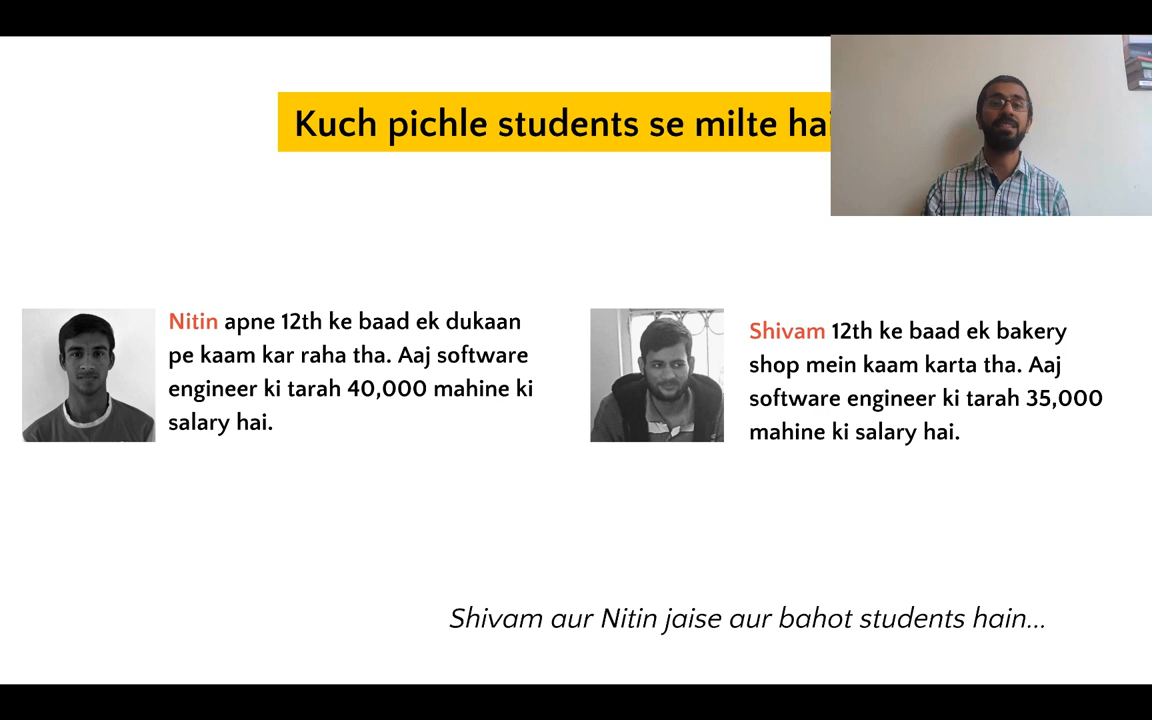 Kuch pichle students se milte hai
Nitin apne 12th ke baad ek dukaan
pe kaam kar raha tha. Aaj software
engineer ki tarah 40,000 mahine ki
salary hai.
Shivam 12th ke baad ek bakery
shop mein kaam karta tha. Aaj
software engineer ki tarah 35,000
mahine ki salary hai.
Shivam aur Nitin jaise aur bahot students hain...